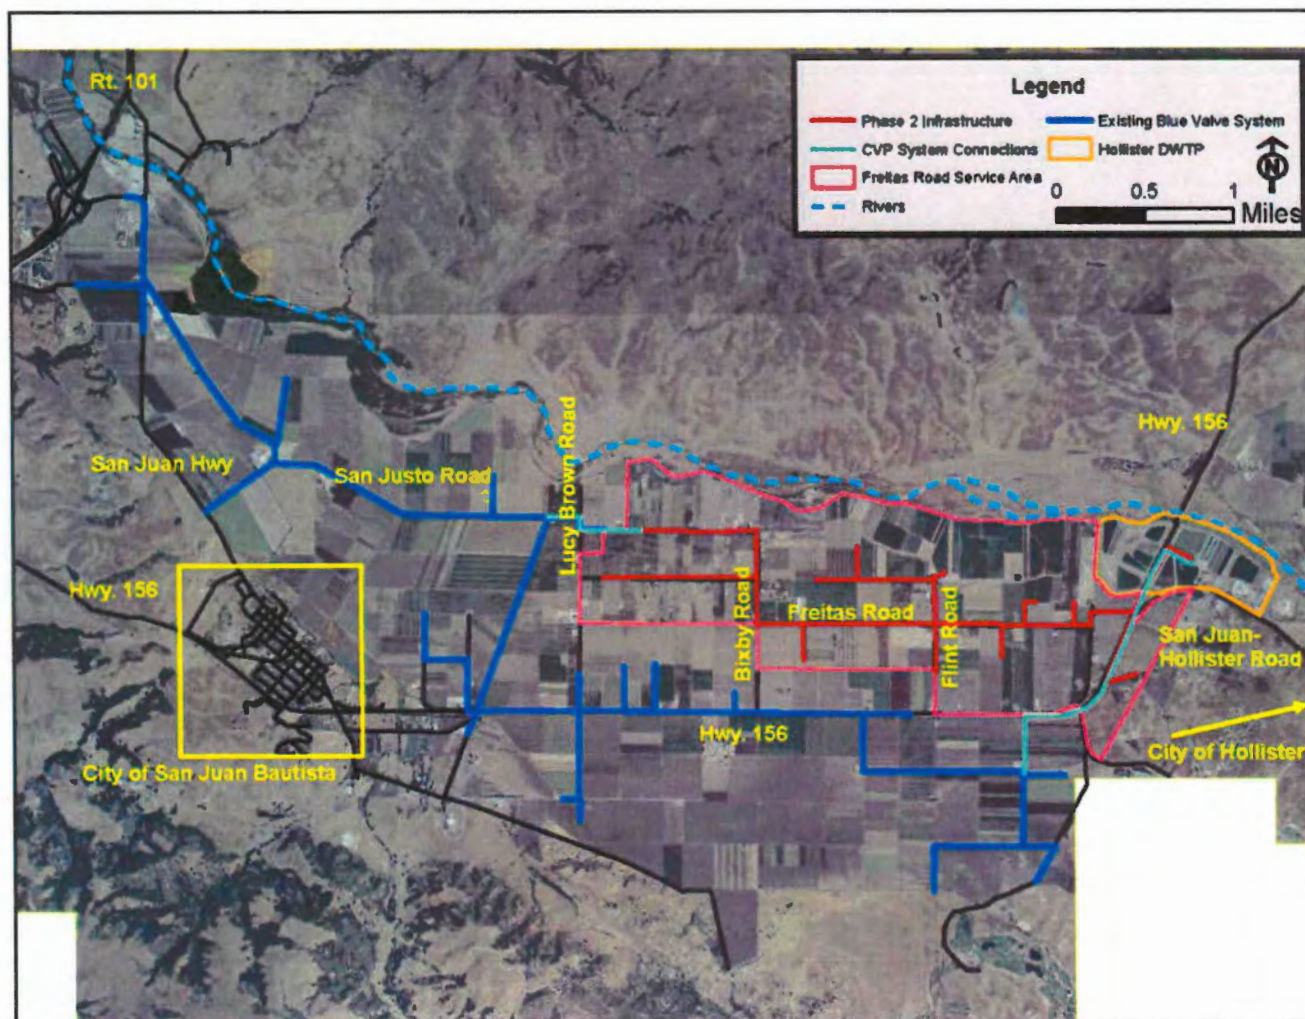 Rt. 101
Legend
Phase 2 Infrastructure
Existing Blue Valve System
CVP System Connections
Hollister DWTP
Freitas Road Service Area
Rivers
N
0 0.5 1
Miles
Hwy. 156
San Juan Hwy
San Justo Road
Lucy Brown Road
Hwy. 156
Bixby Road
Freitas Road
Flint Road
San Juan-
Hollister Road
Hwy. 156
City of Hollister
City of San Juan Bautista